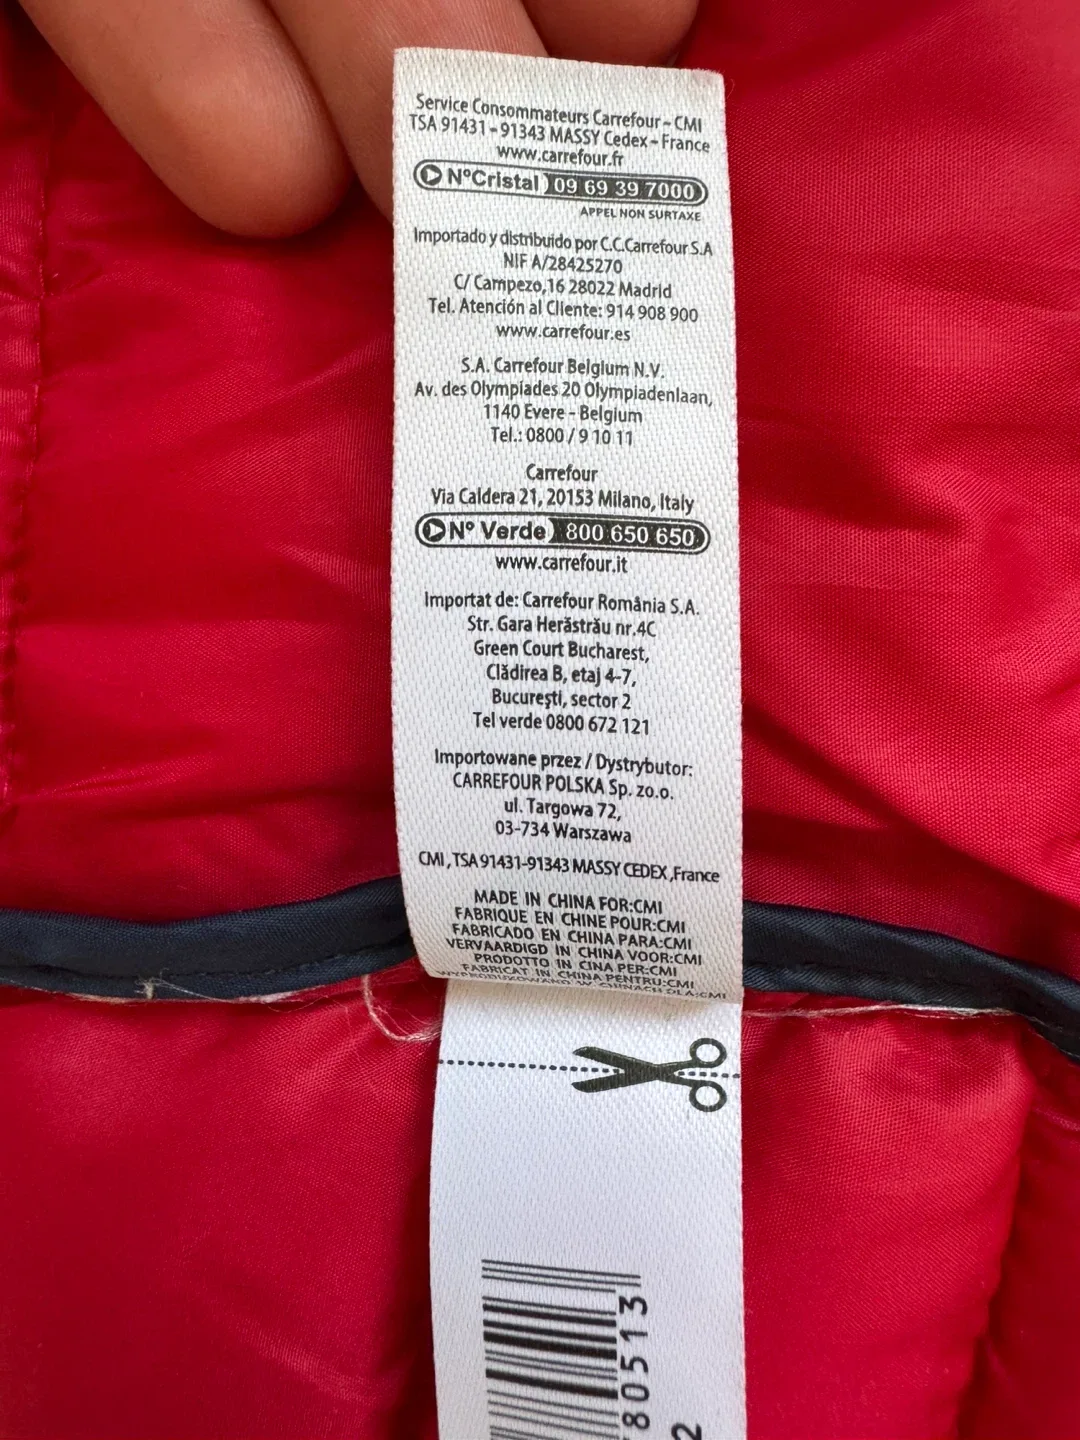 Service Consommateurs Carrefour - CMI
TSA 91431 - 91343 MASSY Cedex - France
www.carrefour.fr
N°Cristal 09 69 39 7000
APPEL NON SURTAXE
Importado y distribuido por C.C.Carrefour S.A
NIF A/28425270
C/ Campezo,16 28022 Madrid
Tel. Atención al Cliente: 914 908 900
www.carrefour.es
S.A. Carrefour Belgium N.V.
Av. des Olympiades 20 Olympiadenlaan,
1140 Evere - Belgium
Tel.: 0800 / 9 10 11
Carrefour
Via Caldera 21, 20153 Milano, Italy
N° Verde 800 650 650
www.carrefour.it
Importat de: Carrefour România S.A.
Str. Gara Herăstrău nr.4C
Green Court Bucharest,
Clădirea B, etaj 4-7,
Bucureşti, sector 2
Tel verde 0800 672 121
Importowane przez / Dystrybutor:
CARREFOUR POLSKA Sp. zo.o.
ul. Targowa 72,
03-734 Warszawa
CMI , TSA 91431-91343 MASSY CEDEX ,France
MADE IN CHINA FOR:CMI
FABRIQUE EN CHINE POUR:CMI
FABRICADO EN CHINA PARA:CMI
VERVAARDIGD IN CHINA VOOR:CMI
PRODOTTO IN CINA PER:CMI
FABRICAT IN CHINA PENTRU:CMI
WYPRODUKOWANO W CHINACH DLA:CMI
80513
2